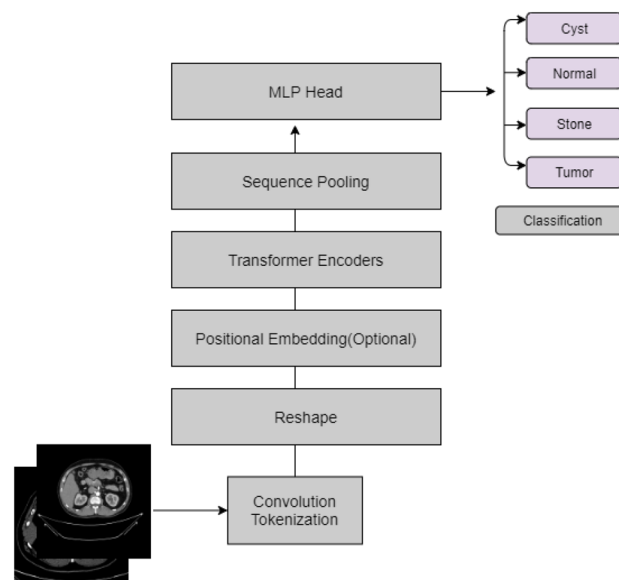 Cyst
Normal
Stone
Tumor
Classification
MLP Head
Sequence Pooling
Transformer Encoders
Positional Embedding(Optional)
Reshape
Convolution
Tokenization